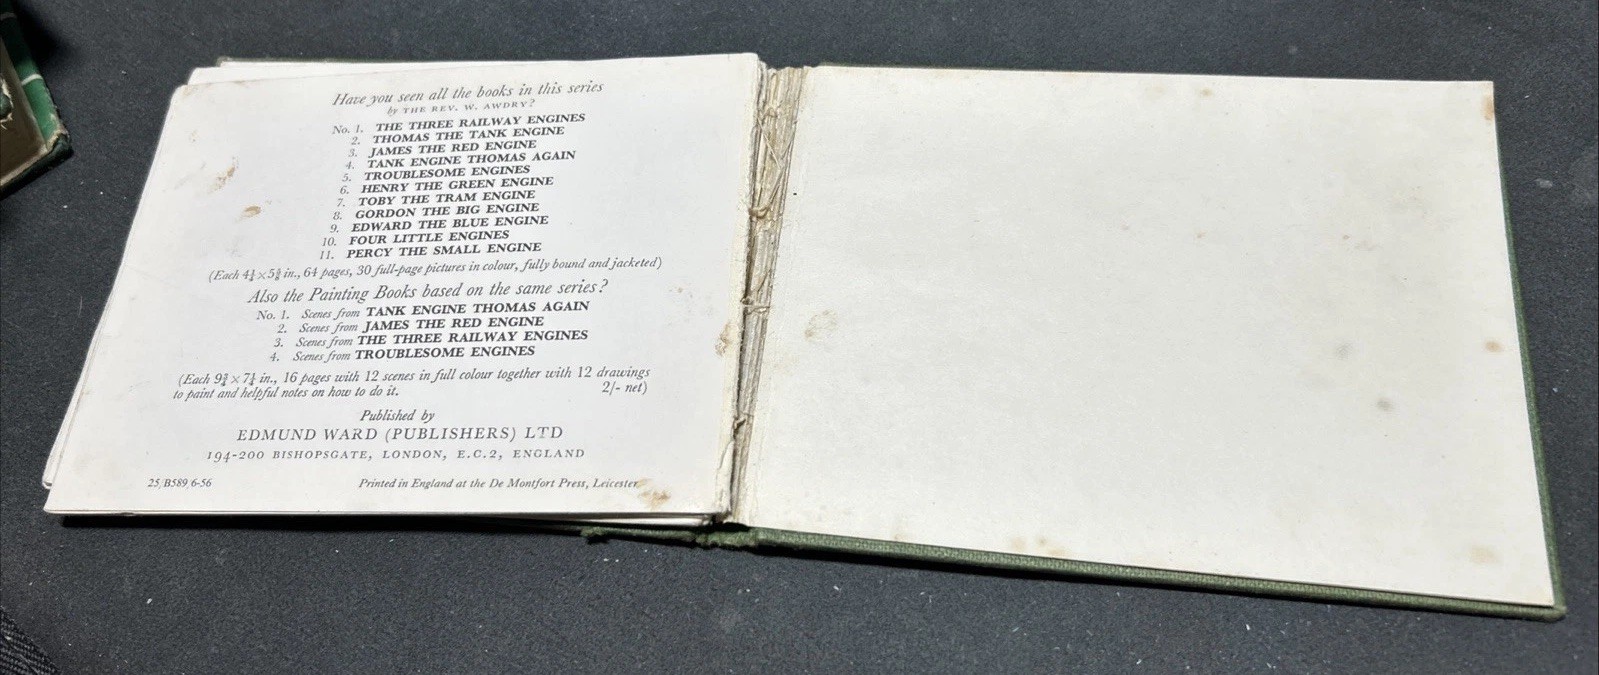 Have you seen all the books in this series
by THE REV. W. AWDRY?
No. 1. THE THREE RAILWAY ENGINES
2. THOMAS THE TANK ENGINE
3. JAMES THE RED ENGINE
4. TANK ENGINE THOMAS AGAIN
5. TROUBLESOME ENGINES
6. HENRY THE GREEN ENGINE
7. TOBY THE TRAM ENGINE
8. GORDON THE BIG ENGINE
9. EDWARD THE BLUE ENGINE
10. FOUR LITTLE ENGINES
11. PERCY THE SMALL ENGINE
(Each 4¼ × 5⅝ in., 64 pages, 30 full-page pictures in colour, fully bound and jacketed)
Also the Painting Books based on the same series?
No. 1. Scenes from TANK ENGINE THOMAS AGAIN
2. Scenes from JAMES THE RED ENGINE
3. Scenes from THE THREE RAILWAY ENGINES
4. Scenes from TROUBLESOME ENGINES
(Each 9¾ × 7¼ in., 16 pages with 12 scenes in full colour together with 12 drawings
to paint and helpful notes on how to do it. 2/- net)
Published by
EDMUND WARD (PUBLISHERS) LTD
194-200 BISHOPSGATE, LONDON, E.C.2, ENGLAND
25/B589/6-56 Printed in England at the De Montfort Press, Leicester